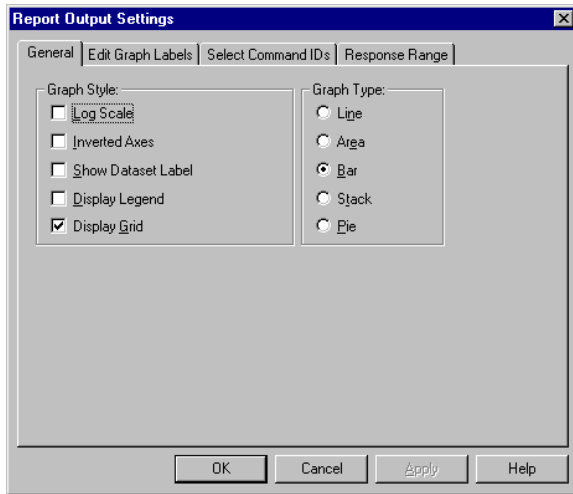 Report Output Settings
General Edit Graph Labels Select Command IDs Response Range
Graph Style:
Log Scale
Inverted Axes
Show Dataset Label
Display Legend
Display Grid
Graph Type:
Line
Area
Bar
Stack
Pie
OK Cancel Apply Help